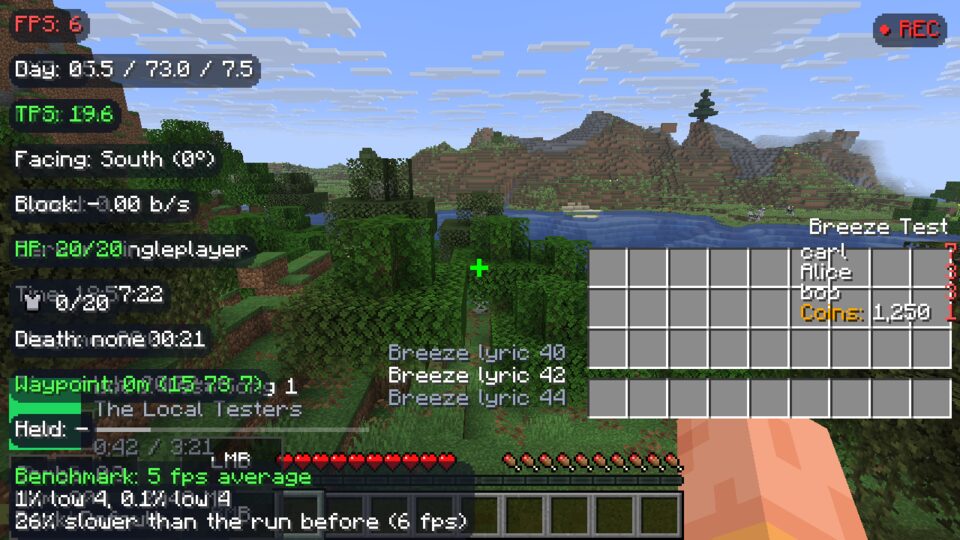 FPS: 6
REC
Day: 05.5 / 73.0 / 7.5
TPS: 19.6
Facing: South (0°)
Block: -0.00 b/s
Breeze Test
HP: 20/20 ingleplayer
carl 7
Alice 3
bob 3
Coins: 1,250 1
7:22
0/20
Death: none 00:21
Breeze lyric 40
Breeze lyric 42
Breeze lyric 44
Waypoint: 0m (15 73 7) 1
The Local Testers
Held: -
0:42 / 3:21
LMB
Benchmark: 5 fps average
1% low 4, 0.1% low 4
26% slower than the run before (6 fps)